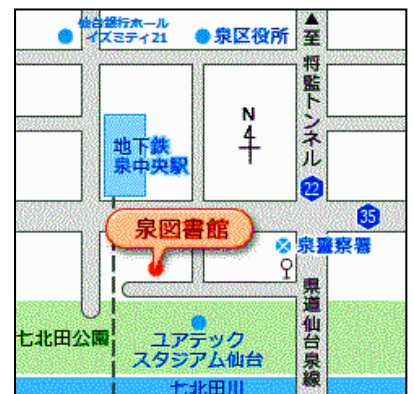 仙台銀行ホール
イズミティ21
泉区役所
▲至 将監トンネル
N
地下鉄
泉中央駅
22
35
泉図書館
泉警察署
県道仙台泉線
七北田公園
ユアテック
スタジアム仙台
七北田川